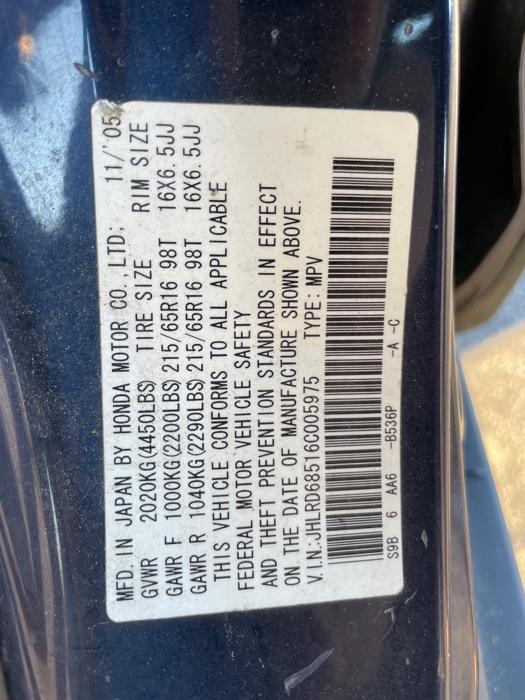 MFD. IN JAPAN BY HONDA MOTOR CO., LTD; 11/'05
GVWR 2020KG(4450LBS) TIRE SIZE RIM SIZE
GAWR F 1000KG(2200LBS) 215/65R16 98T 16X6.5JJ
GAWR R 1040KG(2290LBS) 215/65R16 98T 16X6.5JJ
THIS VEHICLE CONFORMS TO ALL APPLICABLE
FEDERAL MOTOR VEHICLE SAFETY
AND THEFT PREVENTION STANDARDS IN EFFECT
ON THE DATE OF MANUFACTURE SHOWN ABOVE.
V.I.N:JHLRD68516C005975 TYPE: MPV
S9B 6 AA6 -B536P -A -C